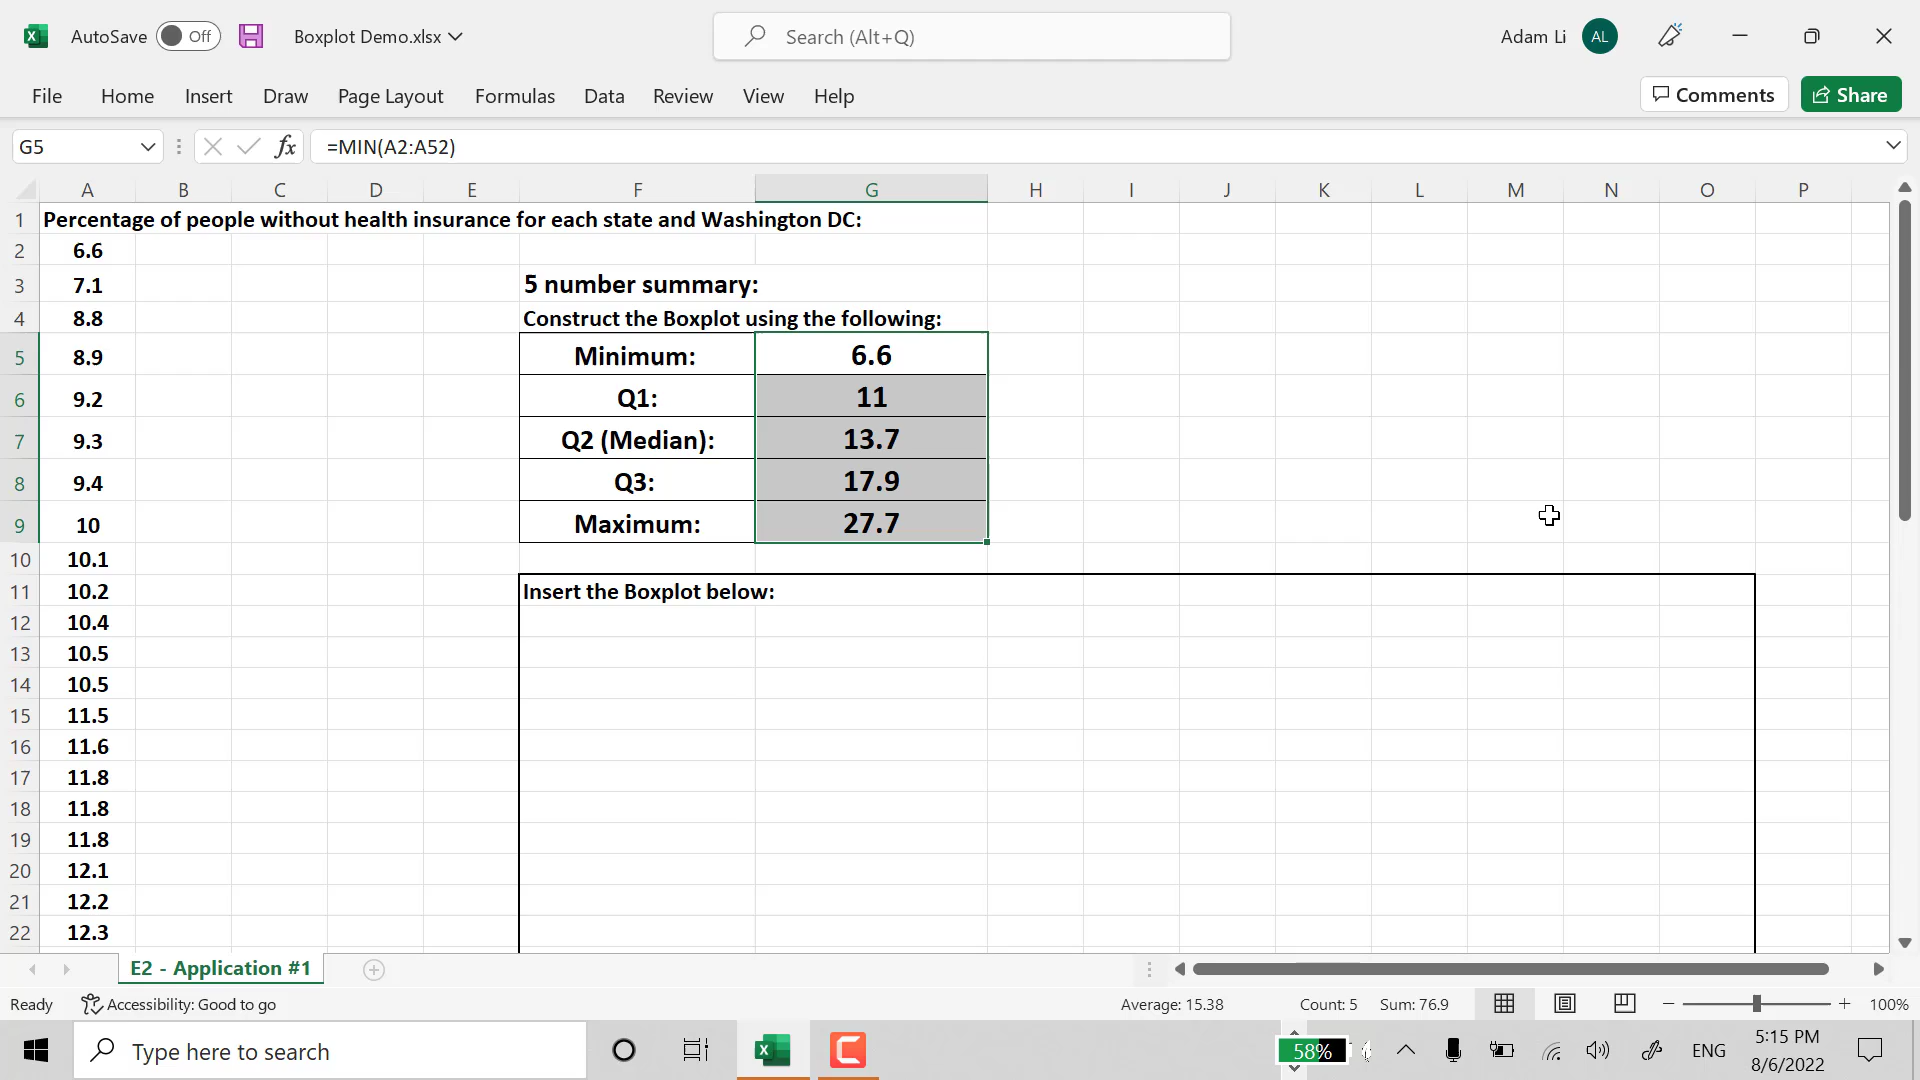 AutoSave Off Boxplot Demo.xlsx Search (Alt+Q) Adam Li AL
File Home Insert Draw Page Layout Formulas Data Review View Help Comments Share
G5 fx =MIN(A2:A52)
A B C D E F G H I J K L M N O P
1 Percentage of people without health insurance for each state and Washington DC:
2 6.6
3 7.1 5 number summary:
4 8.8 Construct the Boxplot using the following:
5 8.9 Minimum: 6.6
6 9.2 Q1: 11
7 9.3 Q2 (Median): 13.7
8 9.4 Q3: 17.9
9 10 Maximum: 27.7
10 10.1
11 10.2 Insert the Boxplot below:
12 10.4
13 10.5
14 10.5
15 11.5
16 11.6
17 11.8
18 11.8
19 11.8
20 12.1
21 12.2
22 12.3
E2 - Application #1
Ready Accessibility: Good to go Average: 15.38 Count: 5 Sum: 76.9 100%
Type here to search 58% ENG 5:15 PM
8/6/2022